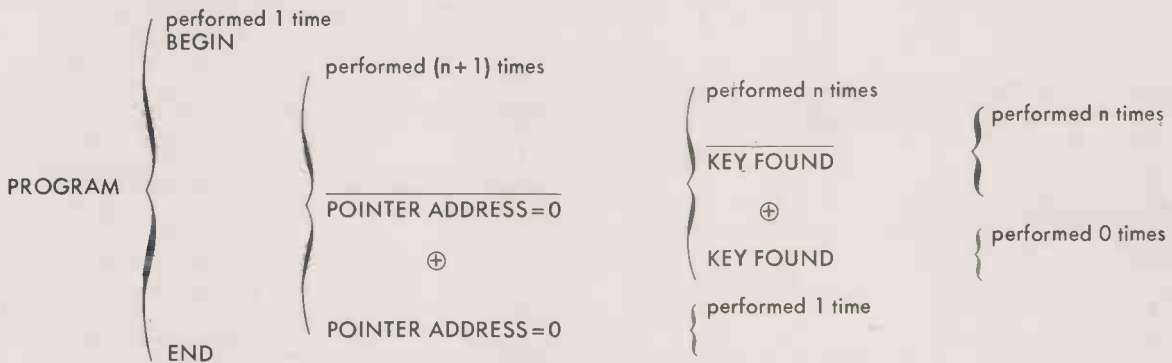 performed 1 time
BEGIN
performed (n + 1) times
performed n times
performed n times
KEY FOUND
PROGRAM
POINTER ADDRESS = 0
⊕
performed 0 times
⊕
KEY FOUND
performed 1 time
POINTER ADDRESS = 0
END